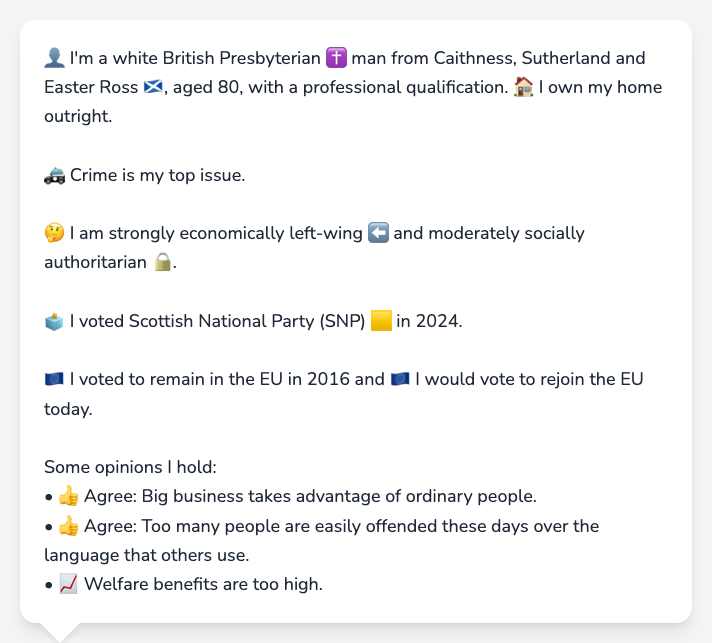 👤 I'm a white British Presbyterian ✝️ man from Caithness, Sutherland and
Easter Ross 🏴󠁧󠁢󠁳󠁣󠁴󠁿, aged 80, with a professional qualification. 🏠 I own my home
outright.
🚓 Crime is my top issue.
🤔 I am strongly economically left-wing ⬅️ and moderately socially
authoritarian 🔒.
🗳️ I voted Scottish National Party (SNP) 🟨 in 2024.
🇪🇺 I voted to remain in the EU in 2016 and 🇪🇺 I would vote to rejoin the EU
today.
Some opinions I hold:
• 👍 Agree: Big business takes advantage of ordinary people.
• 👍 Agree: Too many people are easily offended these days over the
language that others use.
• 📈 Welfare benefits are too high.